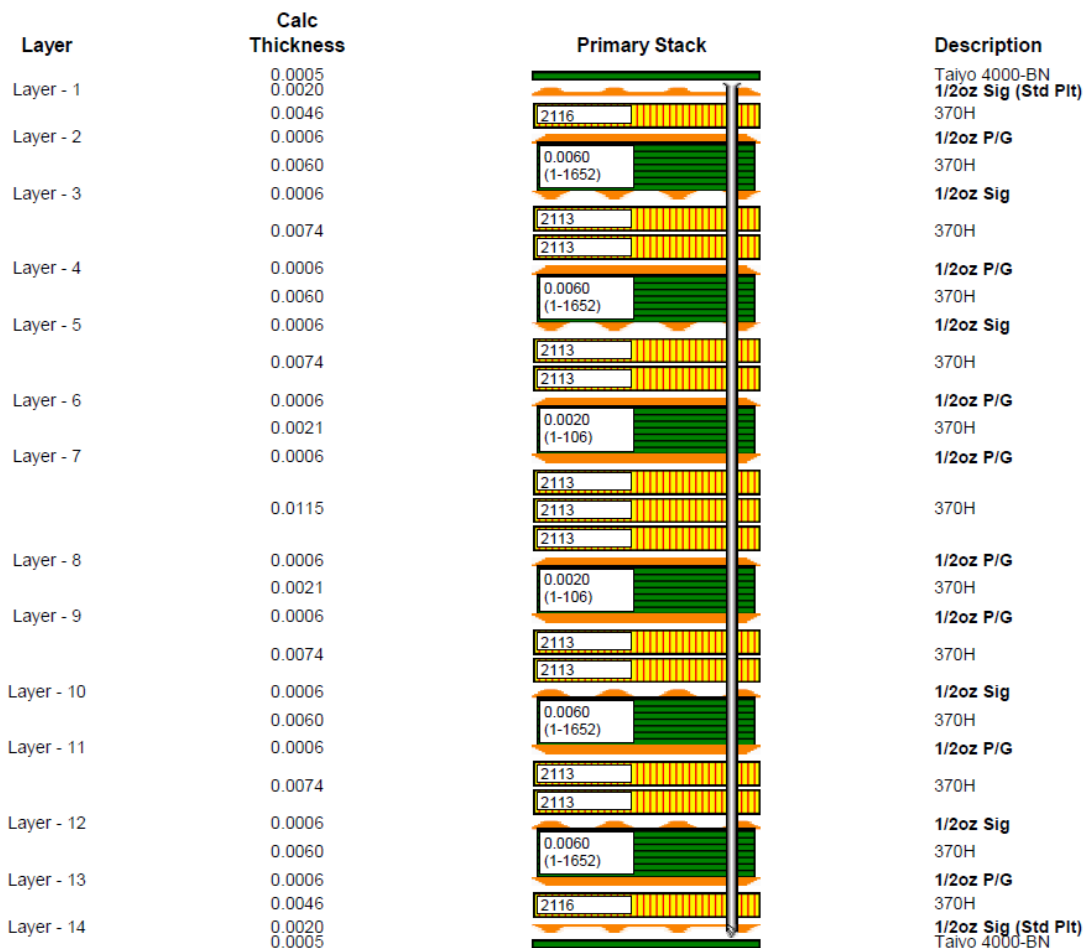 Layer Calc Thickness Primary Stack Description
0.0005 Taiyo 4000-BN
Layer - 1 0.0020 1/2oz Sig (Std Plt)
0.0046 2116 370H
Layer - 2 0.0006 1/2oz P/G
0.0060 0.0060 (1-1652) 370H
Layer - 3 0.0006 1/2oz Sig
0.0074 2113 2113 370H
Layer - 4 0.0006 1/2oz P/G
0.0060 0.0060 (1-1652) 370H
Layer - 5 0.0006 1/2oz Sig
0.0074 2113 2113 370H
Layer - 6 0.0006 1/2oz P/G
0.0021 0.0020 (1-106) 370H
Layer - 7 0.0006 1/2oz P/G
0.0115 2113 2113 2113 370H
Layer - 8 0.0006 1/2oz P/G
0.0021 0.0020 (1-106) 370H
Layer - 9 0.0006 1/2oz P/G
0.0074 2113 2113 370H
Layer - 10 0.0006 1/2oz Sig
0.0060 0.0060 (1-1652) 370H
Layer - 11 0.0006 1/2oz P/G
0.0074 2113 2113 370H
Layer - 12 0.0006 1/2oz Sig
0.0060 0.0060 (1-1652) 370H
Layer - 13 0.0006 1/2oz P/G
0.0046 2116 370H
Layer - 14 0.0020 1/2oz Sig (Std Plt)
0.0005 Taiyo 4000-BN